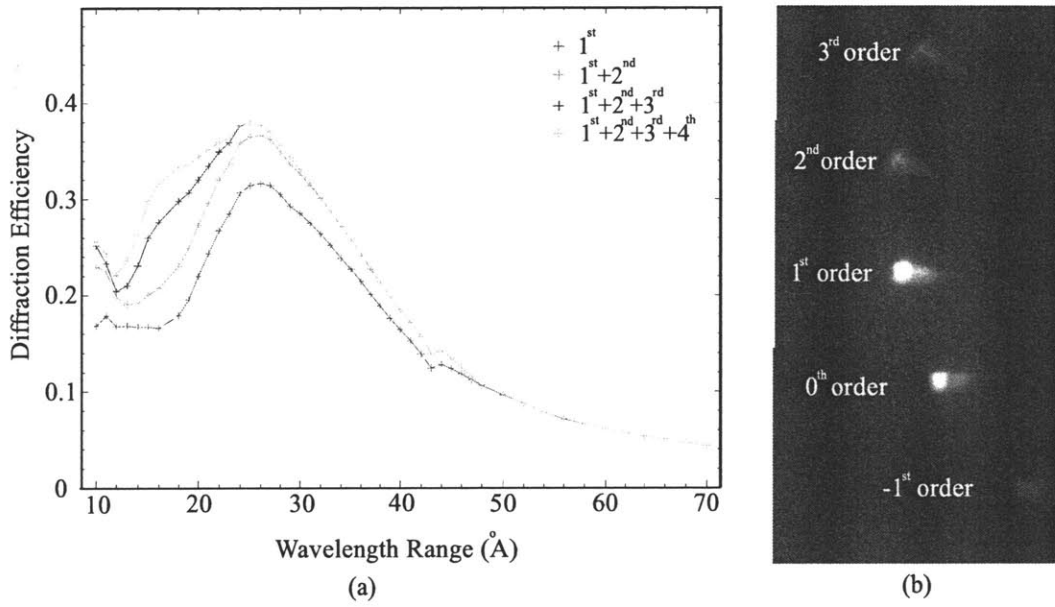 1st
1st+2nd
1st+2nd+3rd
1st+2nd+3rd+4th
0.4
0.3
0.2
0.1
0
Diffraction Efficiency
10 20 30 40 50 60 70
Wavelength Range (Å)
(a)
3rd order
2nd order
1st order
0th order
-1st order
(b)